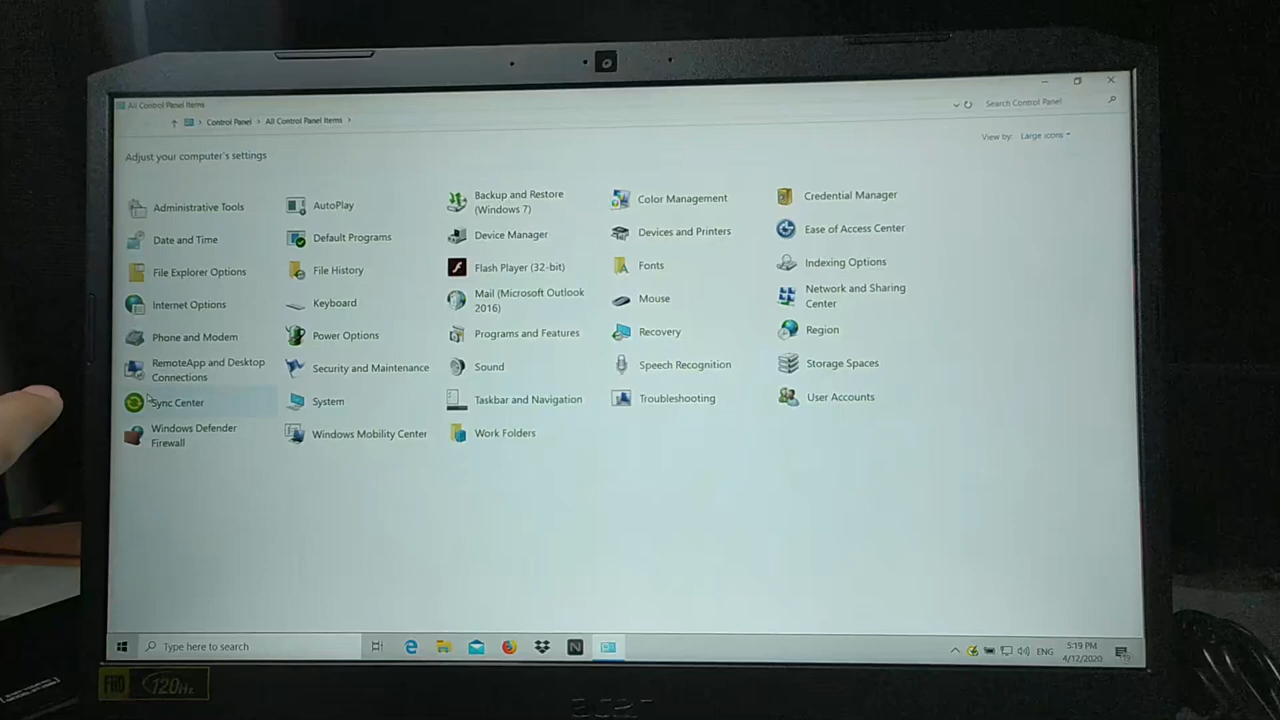 All Control Panel Items
Control Panel > All Control Panel Items >
Search Control Panel
Adjust your computer's settings
View by: Large icons
Administrative Tools
AutoPlay
Backup and Restore
(Windows 7)
Color Management
Credential Manager
Date and Time
Default Programs
Device Manager
Devices and Printers
Ease of Access Center
File Explorer Options
File History
Flash Player (32-bit)
Fonts
Indexing Options
Internet Options
Keyboard
Mail (Microsoft Outlook
2016)
Mouse
Network and Sharing
Center
Phone and Modem
Power Options
Programs and Features
Recovery
Region
RemoteApp and Desktop
Connections
Security and Maintenance
Sound
Speech Recognition
Storage Spaces
Sync Center
System
Taskbar and Navigation
Troubleshooting
User Accounts
Windows Defender
Firewall
Windows Mobility Center
Work Folders
Type here to search
ENG
5:19 PM
4/12/2020
19
120Hz
acer